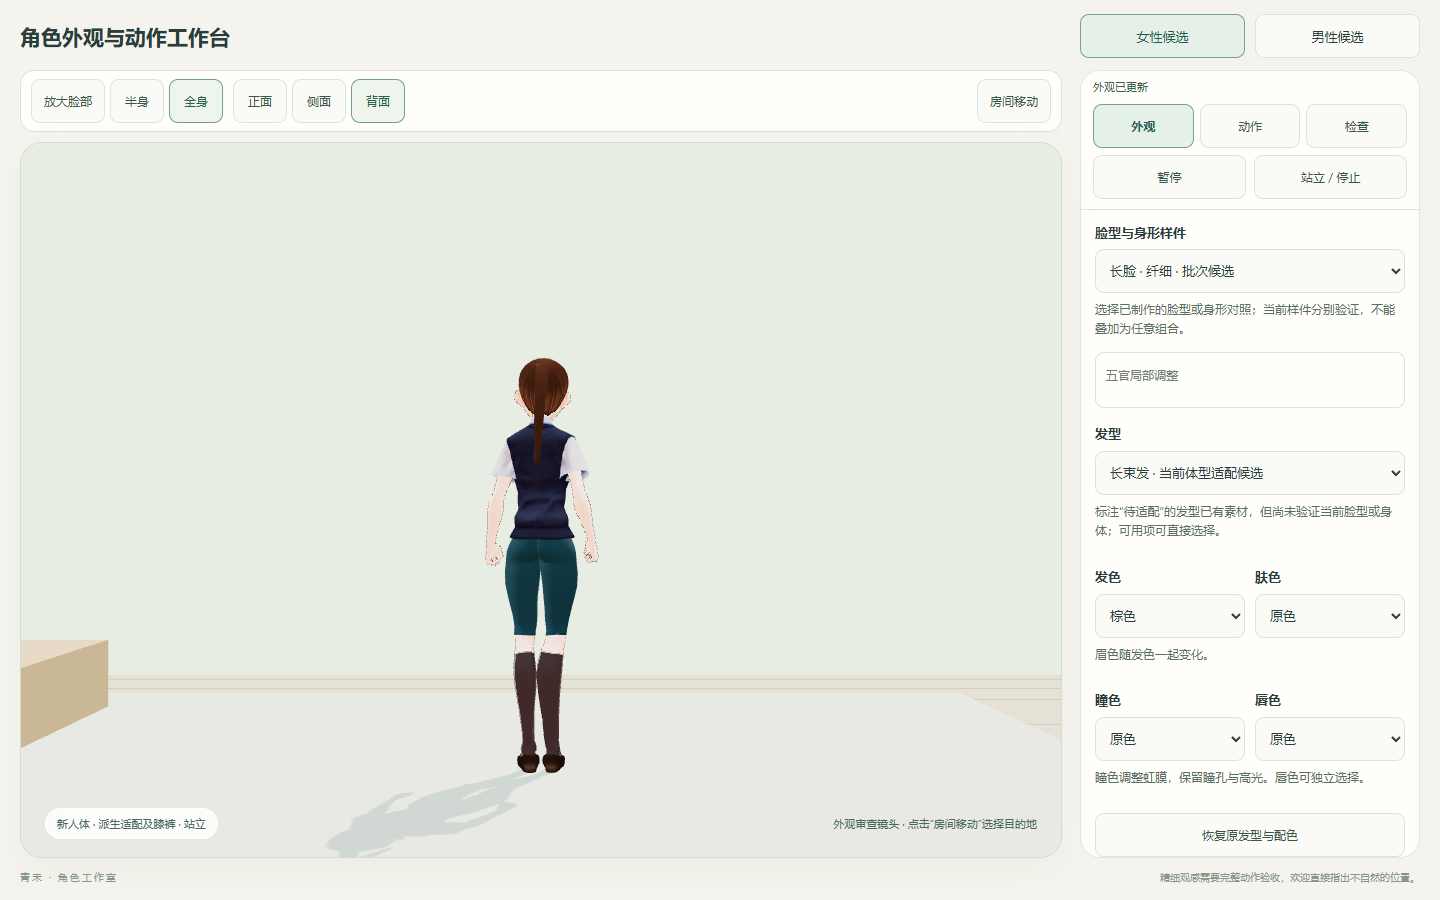 角色外观与动作工作台
女性候选
男性候选
放大脸部
半身
全身
正面
侧面
背面
房间移动
外观已更新
外观
动作
检查
暂停
站立 / 停止
脸型与身形样件
长脸 · 纤细 · 批次候选
选择已制作的脸型或身形对照；当前样件分别验证，不能
叠加为任意组合。
五官局部调整
发型
长束发 · 当前体型适配候选
标注“待适配”的发型已有素材，但尚未验证当前脸型或身
体；可用项可直接选择。
发色
肤色
棕色
原色
眉色随发色一起变化。
瞳色
唇色
原色
原色
瞳色调整虹膜，保留瞳孔与高光。唇色可独立选择。
恢复原发型与配色
新人体 · 派生适配及膝裤 · 站立
外观审查镜头 · 点击“房间移动”选择目的地
青禾 · 角色工作室
精细观感需要完整动作验收，欢迎直接指出不自然的位置。